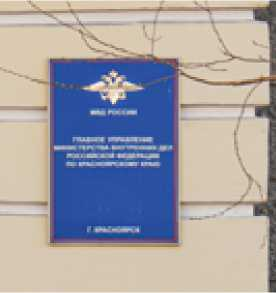 МВД РОССИИ
ГЛАВНОЕ УПРАВЛЕНИЕ
МИНИСТЕРСТВА ВНУТРЕННИХ ДЕЛ
РОССИЙСКОЙ ФЕДЕРАЦИИ
ПО КРАСНОЯРСКОМУ КРАЮ
Г. КРАСНОЯРСК